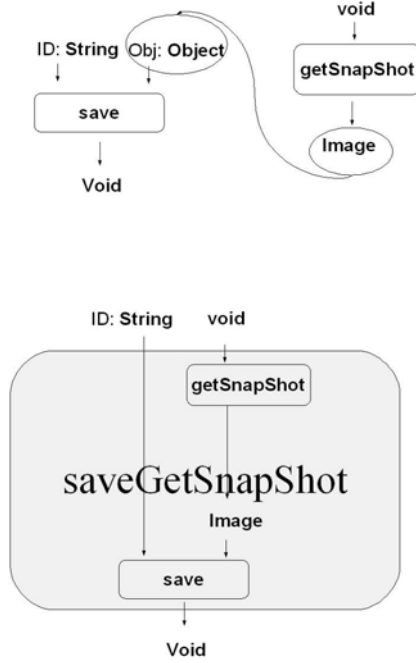 void
ID: String
Obj: Object
getSnapShot
save
Image
Void
ID: String
void
getSnapShot
saveGetSnapShot
Image
save
Void